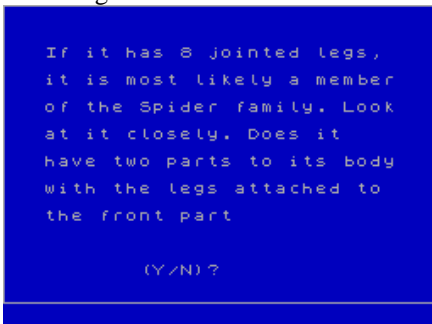 If it has 8 jointed legs,
it is most likely a member
of the Spider family. Look
at it closely. Does it
have two parts to its body
with the legs attached to
the front part
(Y/N)?